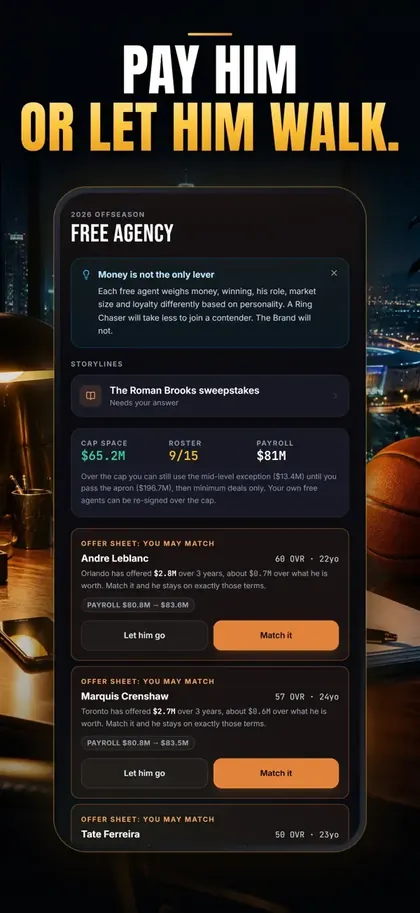 PAY HIM
OR LET HIM WALK.
2026 OFFSEASON
FREE AGENCY
Money is not the only lever
Each free agent weighs money, winning, his role, market
size and loyalty differently based on personality. A Ring
Chaser will take less to join a contender. The Brand will
not.
STORYLINES
The Roman Brooks sweepstakes
Needs your answer
CAP SPACE ROSTER PAYROLL
$65.2M 9/15 $81M
Over the cap you can still use the mid-level exception ($13.4M) until you
pass the apron ($196.7M), then minimum deals only. Your own free
agents can be re-signed over the cap.
OFFER SHEET: YOU MAY MATCH
Andre Leblanc 60 OVR · 22yo
Orlando has offered $2.8M over 3 years, about $0.7M over what he is
worth. Match it and he stays on exactly those terms.
PAYROLL $80.8M → $83.6M
Let him go Match it
OFFER SHEET: YOU MAY MATCH
Marquis Crenshaw 57 OVR · 24yo
Toronto has offered $2.7M over 3 years, about $0.6M over what he is
worth. Match it and he stays on exactly those terms.
PAYROLL $80.8M → $83.5M
Let him go Match it
OFFER SHEET: YOU MAY MATCH
Tate Ferreira 50 OVR · 23yo